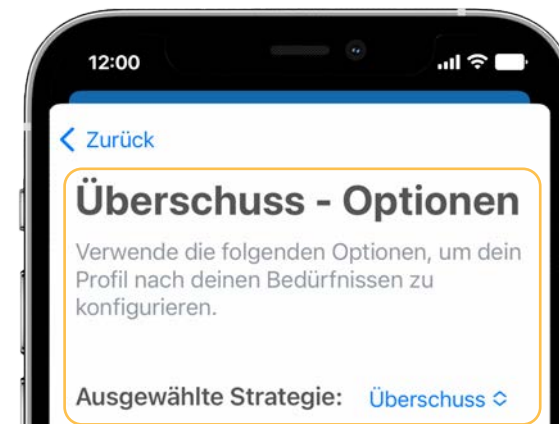 12:00
Zurück
Überschuss - Optionen
Verwende die folgenden Optionen, um dein
Profil nach deinen Bedürfnissen zu
konfigurieren.
Ausgewählte Strategie: Überschuss